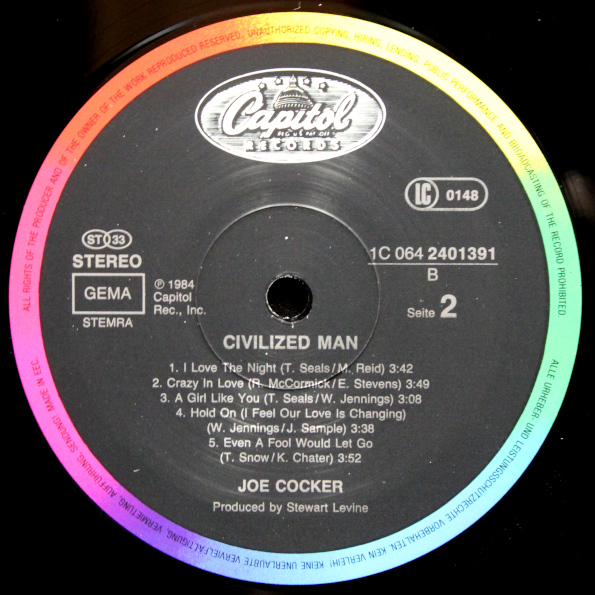 ALL RIGHTS OF THE PRODUCER AND OF THE OWNER OF THE WORK REPRODUCED RESERVED. UNAUTHORIZED COPYING, HIRING, LENDING, PUBLIC PERFORMANCE AND BROADCASTING OF THE RECORD PROHIBITED.
Capitol
RECORDS
LC 0148
ST 33
STEREO
GEMA
STEMRA
℗ 1984
Capitol
Rec., Inc.
1C 064 2401391
B
Seite 2
CIVILIZED MAN
1. I Love The Night (T. Seals/M. Reid) 3:42
2. Crazy In Love (R. McCormick/E. Stevens) 3:49
3. A Girl Like You (T. Seals/W. Jennings) 3:08
4. Hold On (I Feel Our Love Is Changing)
(W. Jennings/J. Sample) 3:38
5. Even A Fool Would Let Go
(T. Snow/K. Chater) 3:52
JOE COCKER
Produced by Stewart Levine
ALLE URHEBER- UND LEISTUNGSSCHUTZRECHTE VORBEHALTEN. KEIN VERLEIH! KEINE UNERLAUBTE VERVIELFÄLTIGUNG, VERMIETUNG, AUFFÜHRUNG, SENDUNG! MADE IN EEC.